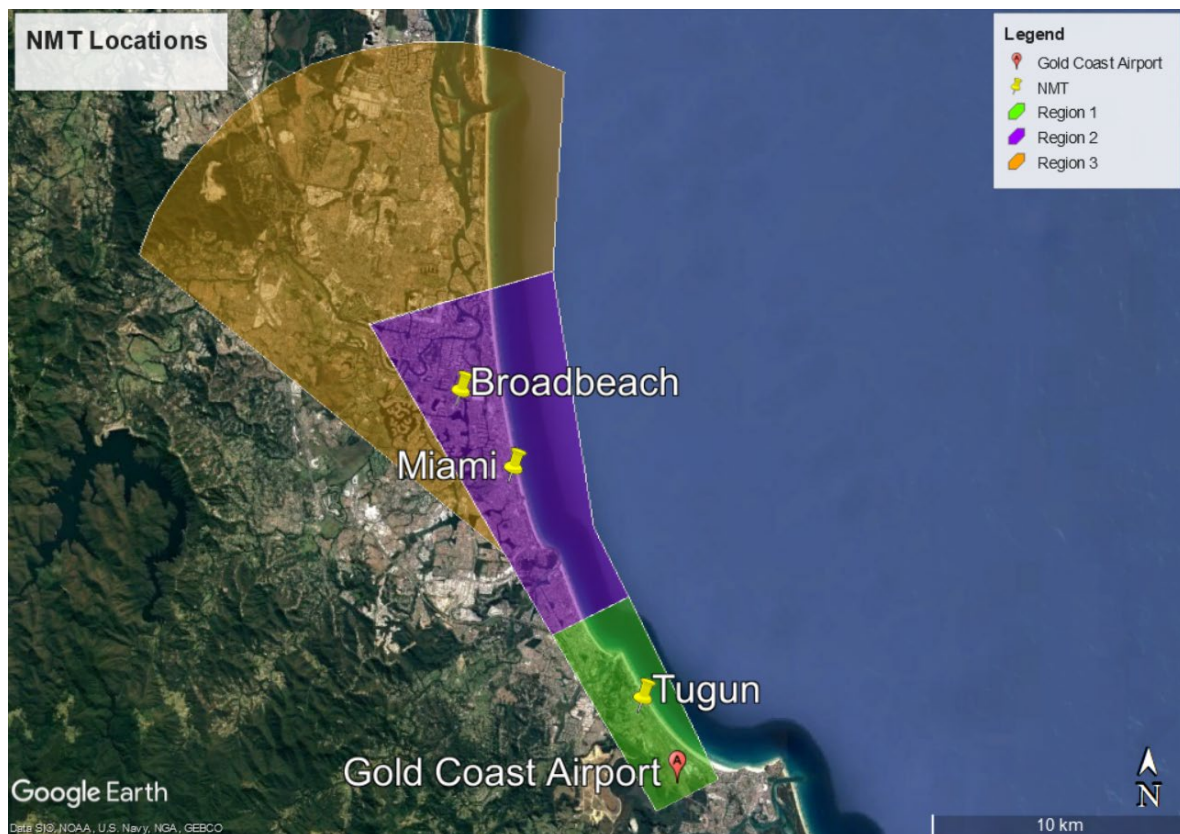 NMT Locations
Legend
Gold Coast Airport
NMT
Region 1
Region 2
Region 3
Broadbeach
Miami
Tugun
A
Gold Coast Airport
Google Earth
N
Data SIO, NOAA, U.S. Navy, NGA, GEBCO
10 km